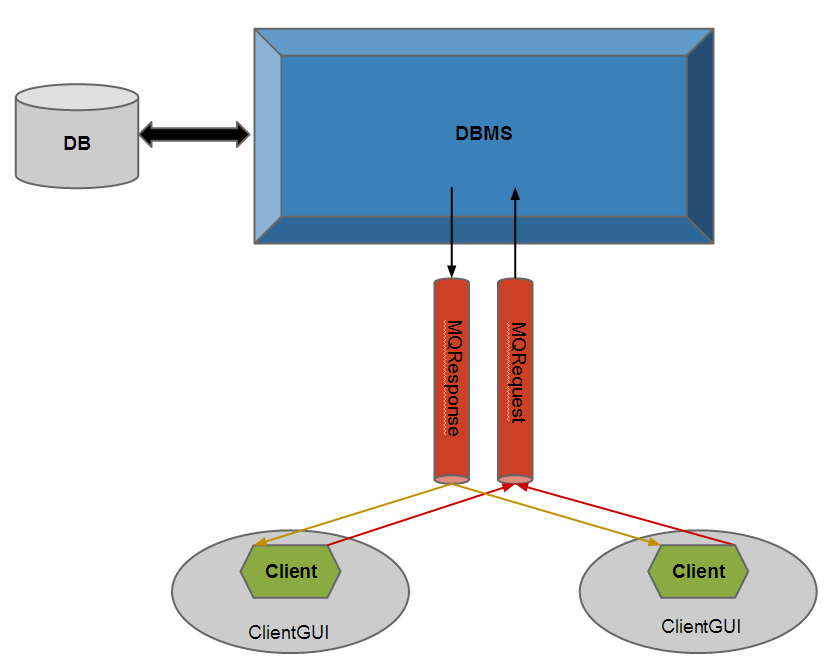 DBMS
DB
MQResponse
MQRequest
Client
ClientGUI
Client
ClientGUI